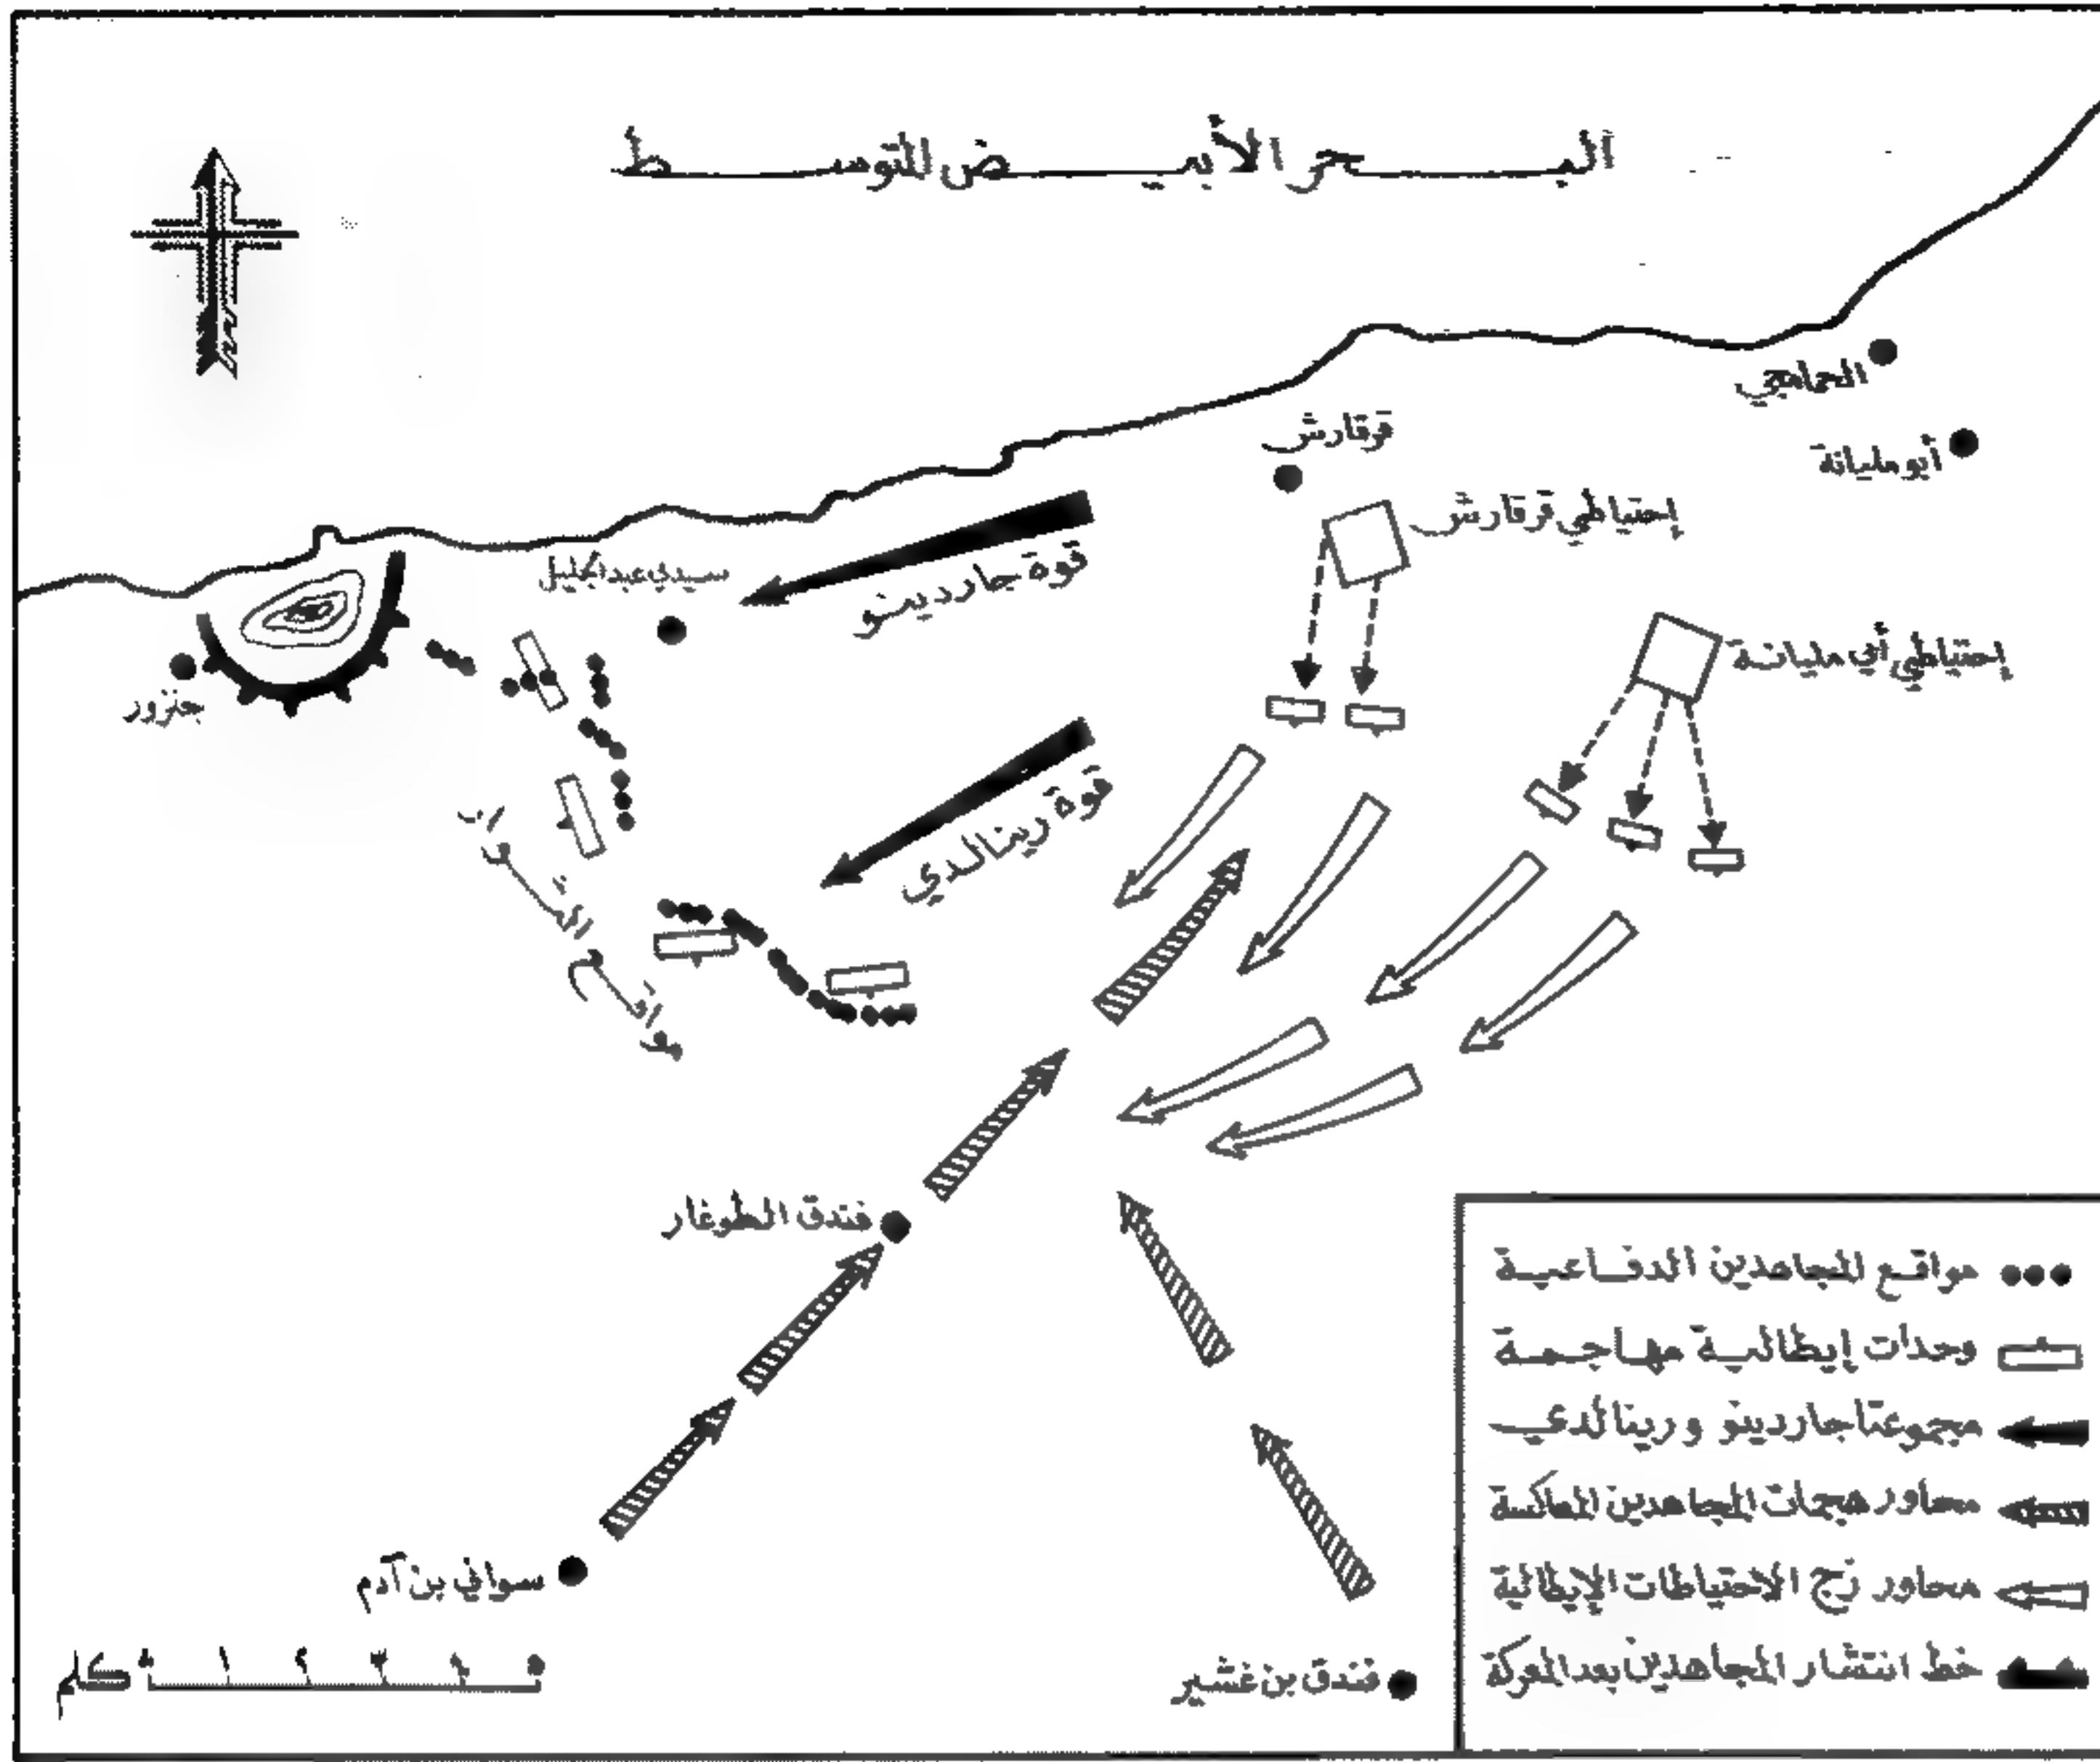 البحر الأبيض المتوسط
الحامجي
قرقارش
أبو مليانة
إحتياطي قرقارش
سيدي عبد الجليل
قوة جاردينو
إحتياطي أبي مليانة
جنزور
قوة رينالدي
مواقع الثوار
فندق الطوغار
سواني بن آدم
فندق بن غشير
٠ ١ ٢ ٣ ٤ ٥ كلم
مواقع المجاهدين الدفاعية
وحدات إيطالية مهاجمة
مجموعتا جاردينو و رينالدي
محاور هجمات المجاهدين المعاكسة
محاور زج الاحتياطات الإيطالية
خط انتشار المجاهدين بعد المعركة